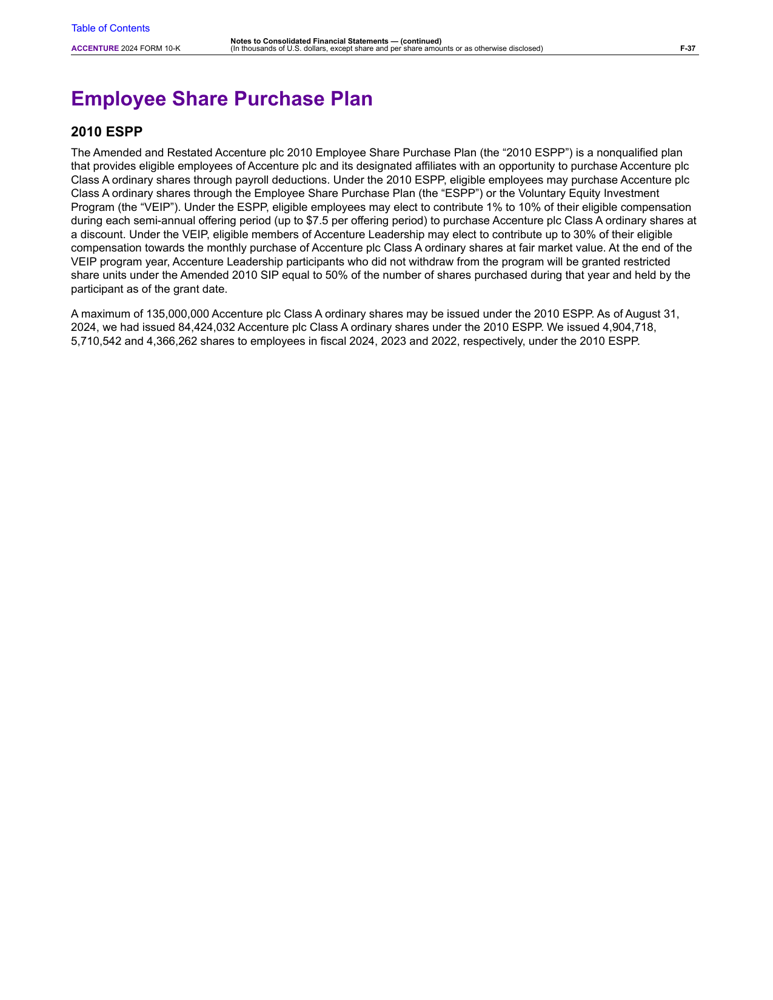 Table of Contents
Notes to Consolidated Financial Statements — (continued)
ACCENTURE 2024 FORM 10-K (In thousands of U.S. dollars, except share and per share amounts or as otherwise disclosed) F-37
Employee Share Purchase Plan
2010 ESPP
The Amended and Restated Accenture plc 2010 Employee Share Purchase Plan (the “2010 ESPP”) is a nonqualified plan
that provides eligible employees of Accenture plc and its designated affiliates with an opportunity to purchase Accenture plc
Class A ordinary shares through payroll deductions. Under the 2010 ESPP, eligible employees may purchase Accenture plc
Class A ordinary shares through the Employee Share Purchase Plan (the “ESPP”) or the Voluntary Equity Investment
Program (the “VEIP”). Under the ESPP, eligible employees may elect to contribute 1% to 10% of their eligible compensation
during each semi-annual offering period (up to $7.5 per offering period) to purchase Accenture plc Class A ordinary shares at
a discount. Under the VEIP, eligible members of Accenture Leadership may elect to contribute up to 30% of their eligible
compensation towards the monthly purchase of Accenture plc Class A ordinary shares at fair market value. At the end of the
VEIP program year, Accenture Leadership participants who did not withdraw from the program will be granted restricted
share units under the Amended 2010 SIP equal to 50% of the number of shares purchased during that year and held by the
participant as of the grant date.
A maximum of 135,000,000 Accenture plc Class A ordinary shares may be issued under the 2010 ESPP. As of August 31,
2024, we had issued 84,424,032 Accenture plc Class A ordinary shares under the 2010 ESPP. We issued 4,904,718,
5,710,542 and 4,366,262 shares to employees in fiscal 2024, 2023 and 2022, respectively, under the 2010 ESPP.